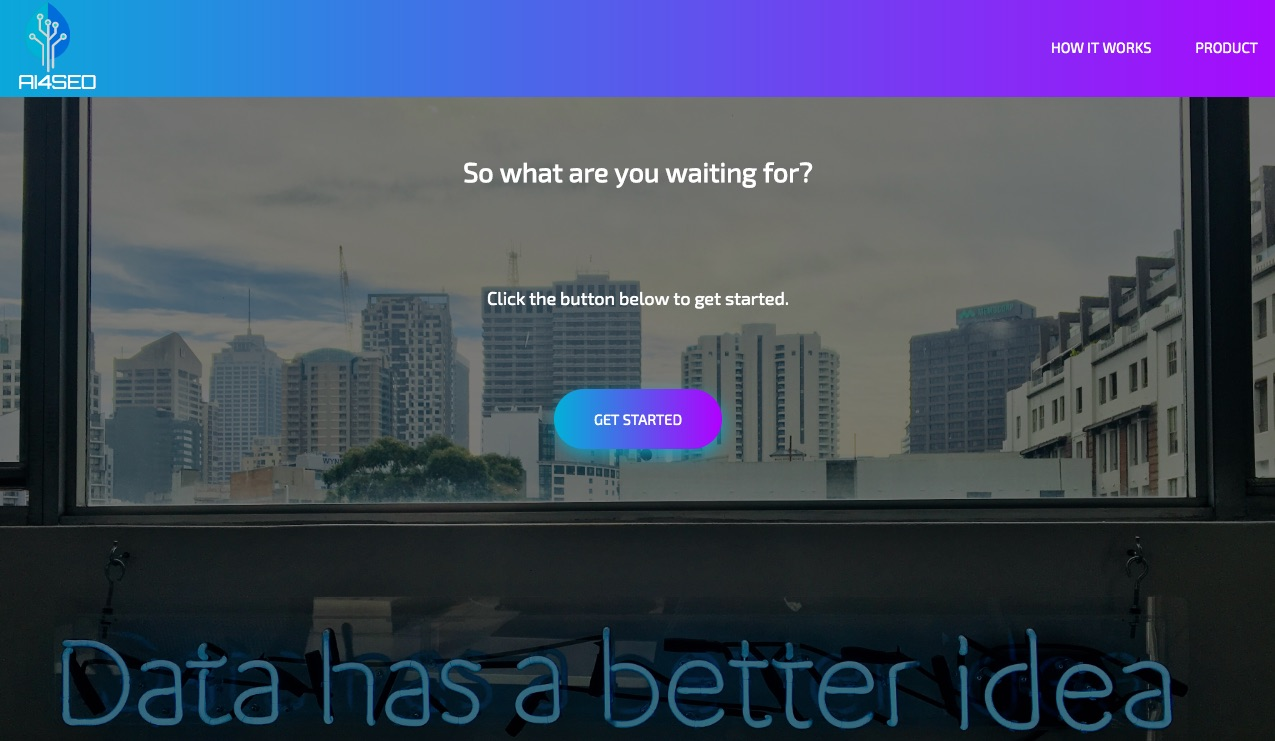 AI4SEO
HOW IT WORKS
PRODUCT
So what are you waiting for?
Click the button below to get started.
GET STARTED
Data has a better idea